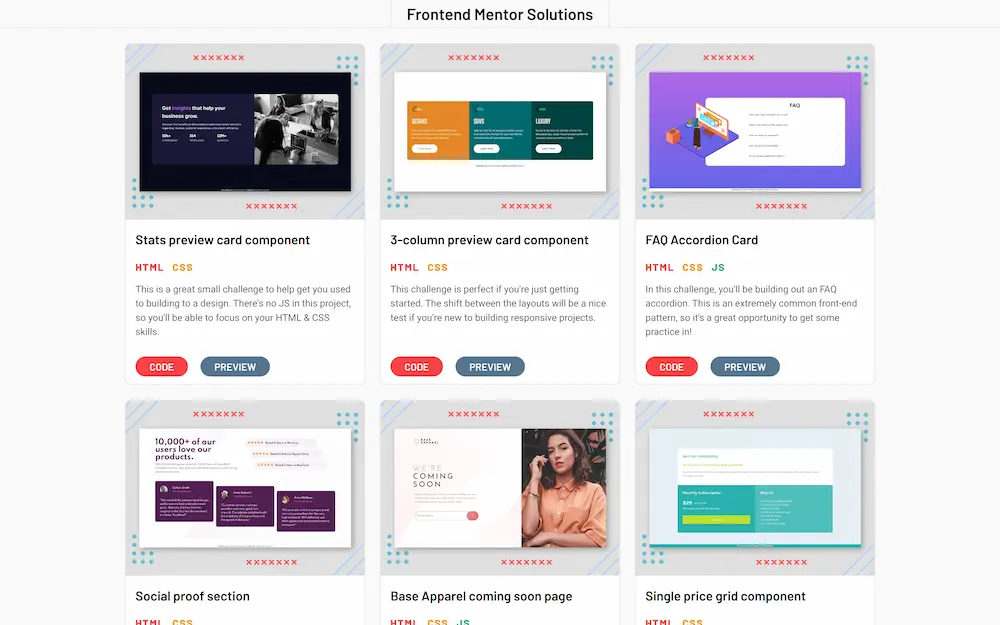 Frontend Mentor Solutions
Get insights that help your
business grow.
SEDANS
SUVS
LUXURY
FAQ
Stats preview card component
3-column preview card component
FAQ Accordion Card
HTML CSS
HTML CSS
HTML CSS JS
This is a great small challenge to help get you used
to building to a design. There's no JS in this project,
so you'll be able to focus on your HTML & CSS
skills.
This challenge is perfect if you're just getting
started. The shift between the layouts will be a nice
test if you're new to building responsive projects.
In this challenge, you'll be building out an FAQ
accordion. This is an extremely common front-end
pattern, so it's a great opportunity to get some
practice in!
CODE PREVIEW
CODE PREVIEW
CODE PREVIEW
10,000+ of our
users love our
products.
BASE
APPAREL
WE'RE
COMING
SOON
Monthly Subscription
$29
Why Us
Social proof section
Base Apparel coming soon page
Single price grid component
HTML CSS
HTML CSS JS
HTML CSS